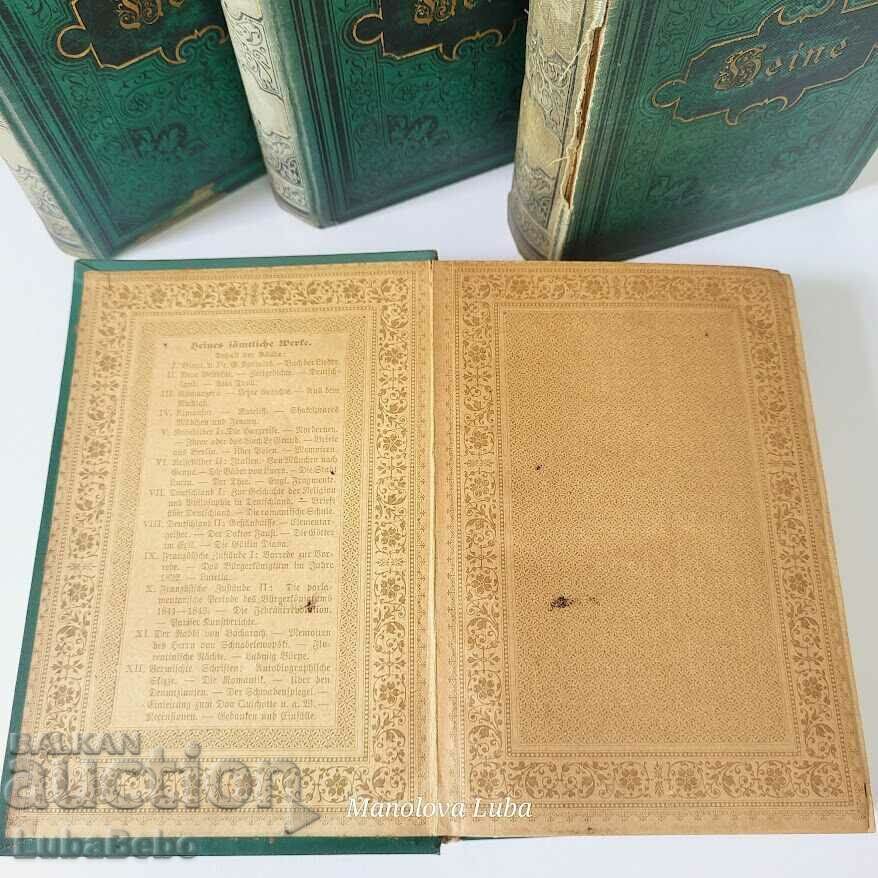 Heine
Heines sämtliche Werke.
Inhalt der Bände:
I. Biogr. v. Dr. G. Karpeles. — Buch der Lieder.
II. Neue Gedichte. — Zeitgedichte. — Deutsch-
land. — Atta Troll.
III. Romanzero. — Letzte Gedichte. — Aus dem
Nachlaß.
IV. Almansor. — Ratcliff. — Shakspeares
Mädchen und Frauen.
V. Reisebilder I: Die Harzreise. — Norderney.
— Ideen oder das Buch Le Grand. — Briefe
aus Berlin. — Über Polen. — Memoiren.
VI. Reisebilder II: Italien: Von München nach
Genua. — Die Bäder von Lucca. — Die Stadt
Lucca. — Der Thee. — Engl. Fragmente.
VII. Deutschland I: Zur Geschichte der Religion
und Philosophie in Deutschland. — Briefe
über Deutschland. — Die romantische Schule.
VIII. Deutschland II: Geständnisse. — Elementar-
geister. — Der Doktor Faust. — Die Götter
im Exil. — Die Göttin Diana.
IX. Französische Zustände I: Vorrede zur Vor-
rede. — Das Bürgerkönigtum im Jahre
1832. — Lutetia.
X. Französische Zustände II: Die parla-
mentarische Periode des Bürgerkönigtums
1844—1848. — Die Februarrevolution.
— Pariser Kunstberichte.
XI. Der Rabbi von Bacharach. — Memoiren
des Herrn von Schnabelewopski. — Flo-
rentinische Nächte. — Ludwig Börne.
XII. Vermischte Schriften: Autobiographische
Skizze. — Die Romantik. — Über den
Denunzianten. — Der Schwabenspiegel. —
Einleitung zum Don Quichotte u. a. W. —
Recensionen. — Gedanken und Einfälle.
BALKAN
auction
LubaBebo
Manolova Luba